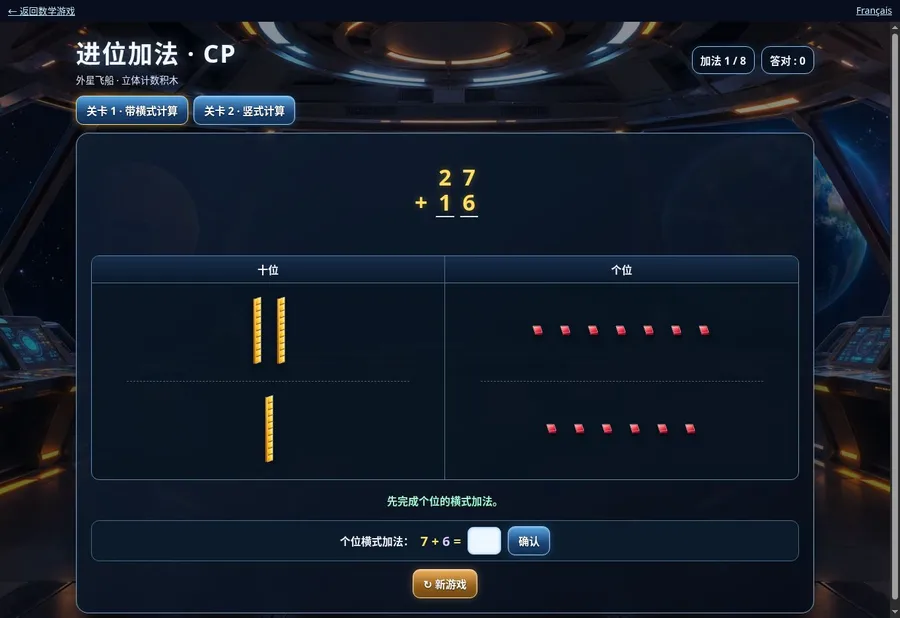 ← 返回数学游戏
Français
进位加法 · CP
外星飞船 · 立体计数积木
加法 1 / 8
答对 : 0
关卡 1 · 带横式计算
关卡 2 · 竖式计算
2 7
+ 1 6
十位
个位
先完成个位的横式加法。
个位横式加法： 7 + 6 =
确认
↻ 新游戏